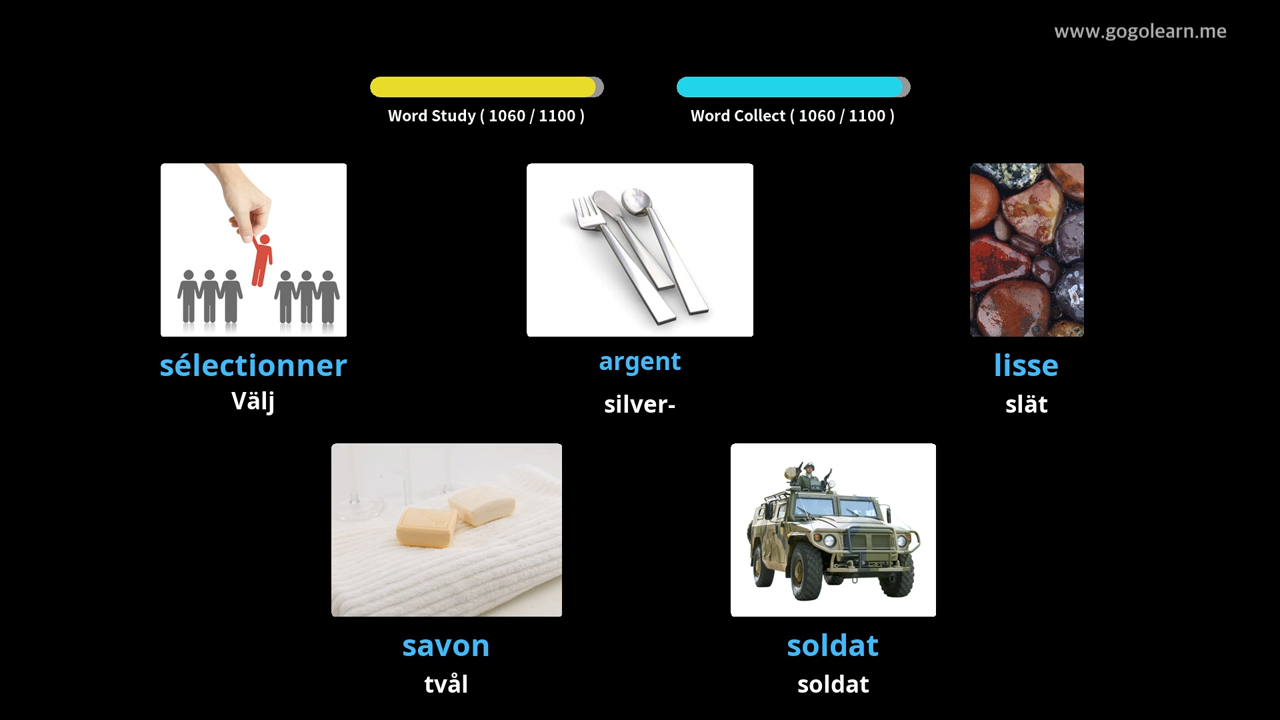 www.gogolearn.me
Word Study ( 1060 / 1100 )
Word Collect ( 1060 / 1100 )
sélectionner
Välj
argent
silver-
lisse
slät
savon
tvål
soldat
soldat